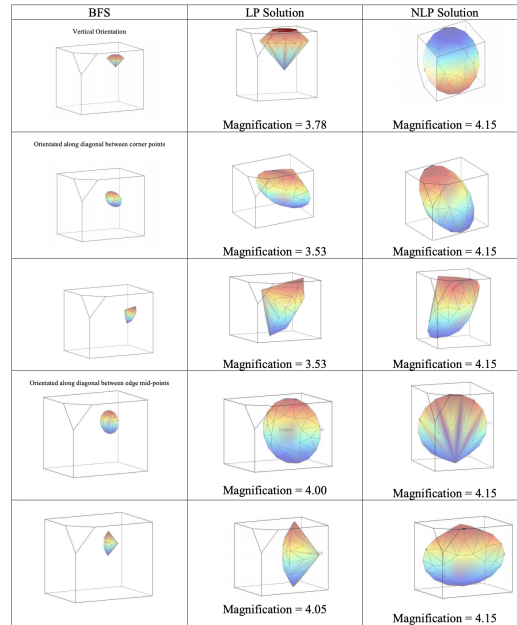 BFS
LP Solution
NLP Solution
Vertical Orientation
Magnification = 3.78
Magnification = 4.15
Orientated along diagonal between corner points
Magnification = 3.53
Magnification = 4.15
Magnification = 3.53
Magnification = 4.15
Orientated along diagonal between edge mid-points
Magnification = 4.00
Magnification = 4.15
Magnification = 4.05
Magnification = 4.15